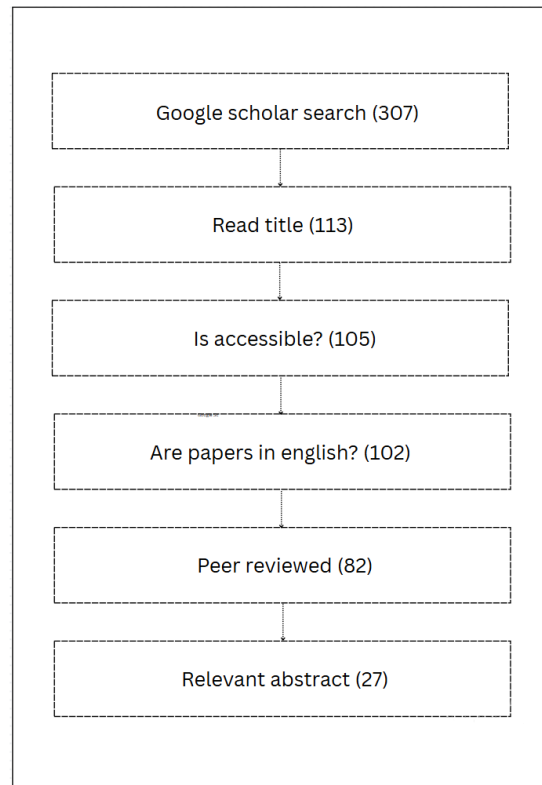 Google scholar search (307)
Read title (113)
Is accessible? (105)
Are papers in english? (102)
Peer reviewed (82)
Relevant abstract (27)